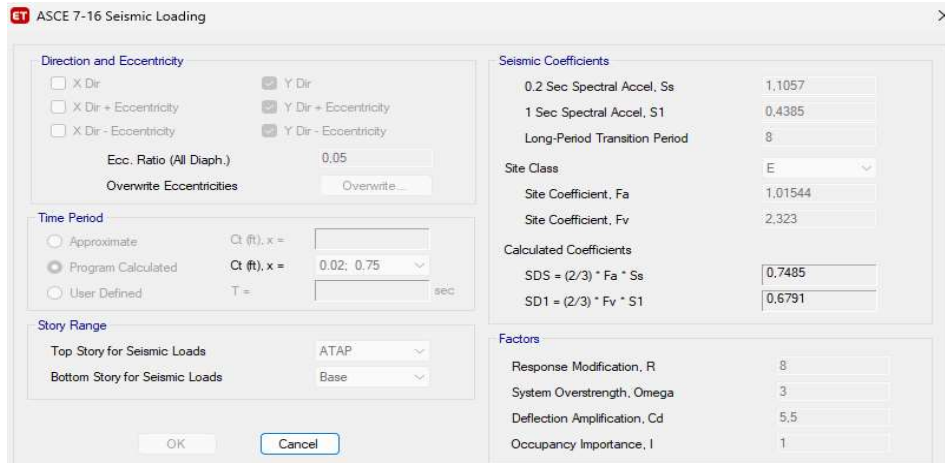 ET ASCE 7-16 Seismic Loading
Direction and Eccentricity
X Dir
Y Dir
X Dir + Eccentricity
Y Dir + Eccentricity
X Dir - Eccentricity
Y Dir - Eccentricity
Ecc. Ratio (All Diaph.) 0,05
Overwrite Eccentricities Overwrite...
Time Period
Approximate Ct (ft), x =
Program Calculated Ct (ft), x = 0.02; 0.75
User Defined T = sec
Story Range
Top Story for Seismic Loads ATAP
Bottom Story for Seismic Loads Base
OK Cancel
Seismic Coefficients
0.2 Sec Spectral Accel, Ss 1,1057
1 Sec Spectral Accel, S1 0,4385
Long-Period Transition Period 8
Site Class E
Site Coefficient, Fa 1,01544
Site Coefficient, Fv 2,323
Calculated Coefficients
SDS = (2/3) * Fa * Ss 0,7485
SD1 = (2/3) * Fv * S1 0,6791
Factors
Response Modification, R 8
System Overstrength, Omega 3
Deflection Amplification, Cd 5,5
Occupancy Importance, I 1